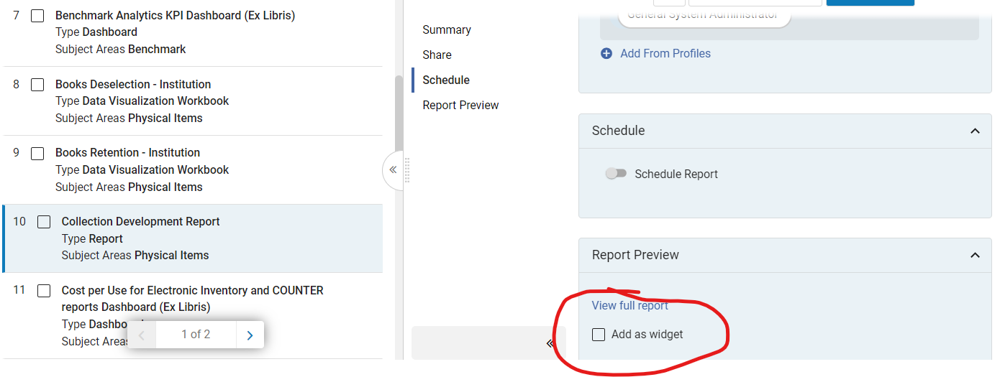 7
Benchmark Analytics KPI Dashboard (Ex Libris)
Type Dashboard
Subject Areas Benchmark
8
Books Deselection - Institution
Type Data Visualization Workbook
Subject Areas Physical Items
9
Books Retention - Institution
Type Data Visualization Workbook
Subject Areas Physical Items
10
Collection Development Report
Type Report
Subject Areas Physical Items
11
Cost per Use for Electronic Inventory and COUNTER
reports Dashboard (Ex Libris)
Type Dashbo
Subject Areas
1 of 2
Summary
Share
Schedule
Report Preview
General System Administrator
Add From Profiles
Schedule
Schedule Report
Report Preview
View full report
Add as widget